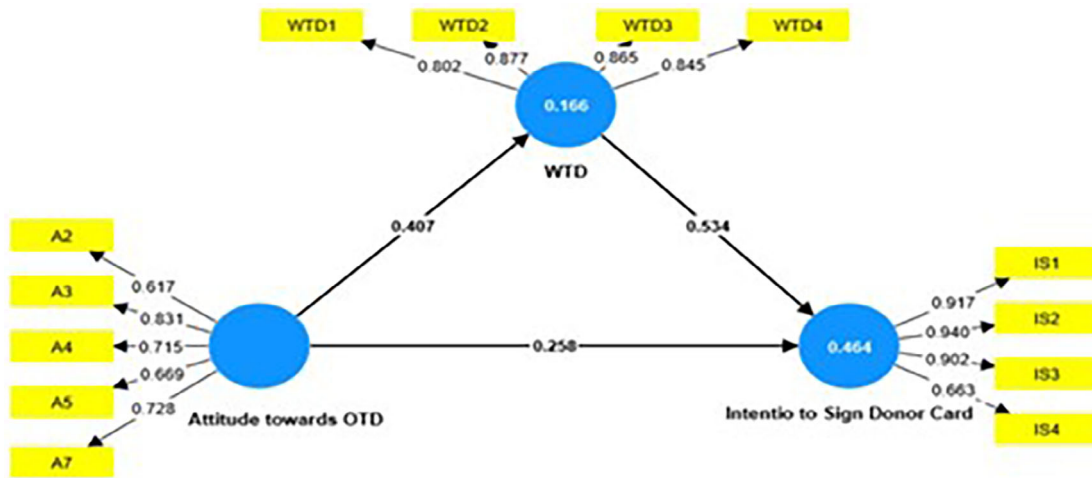 WTD1 WTD2 WTD3 WTD4
0.802 0.877 0.865 0.845
0.166
WTD
0.407 0.534
A2
A3
A4
A5
A7
0.617
0.831
0.715
0.669
0.728
Attitude towards OTD
0.258
0.464
Intentio to Sign Donor Card
0.917
0.940
0.902
0.663
IS1
IS2
IS3
IS4